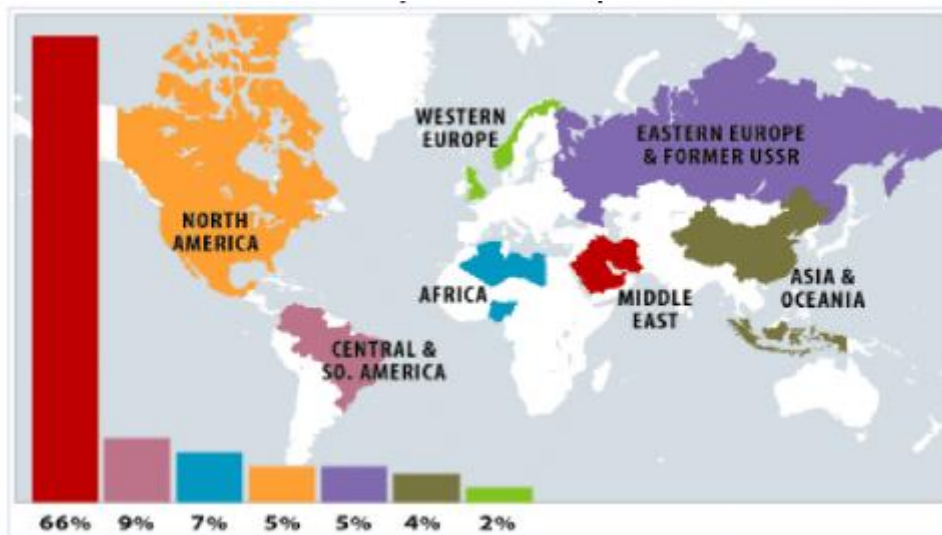 WESTERN
EUROPE
EASTERN EUROPE
& FORMER USSR
NORTH
AMERICA
AFRICA
MIDDLE
EAST
ASIA &
OCEANIA
CENTRAL &
SO. AMERICA
66% 9% 7% 5% 5% 4% 2%